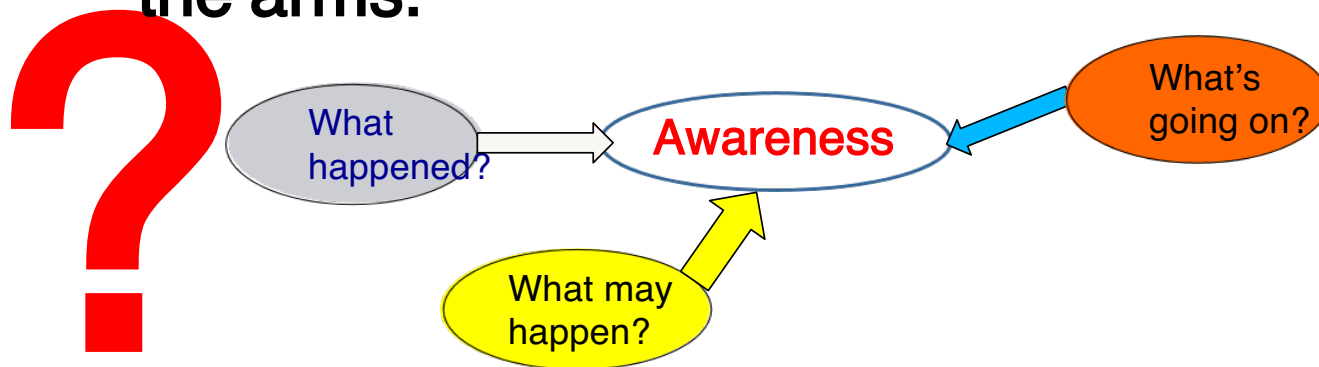 the arms.
?
What
happened?
Awareness
What's
going on?
What may
happen?